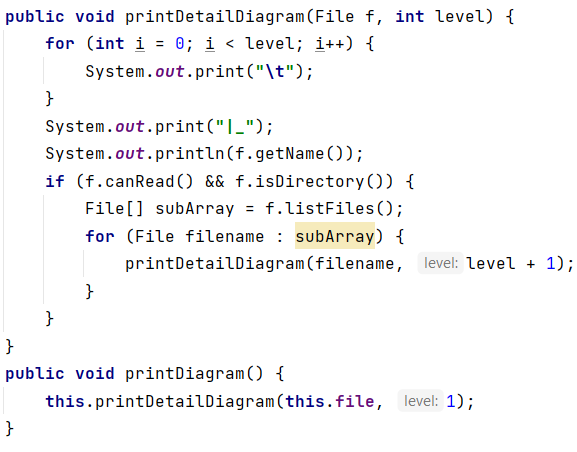 public void printDetailDiagram(File f, int level) {
    for (int i = 0; i < level; i++) {
        System.out.print("\t");
    }
    System.out.print("|_");
    System.out.println(f.getName());
    if (f.canRead() && f.isDirectory()) {
        File[] subArray = f.listFiles();
        for (File filename : subArray) {
            printDetailDiagram(filename, level: level + 1);
        }
    }
}
public void printDiagram() {
    this.printDetailDiagram(this.file, level: 1);
}